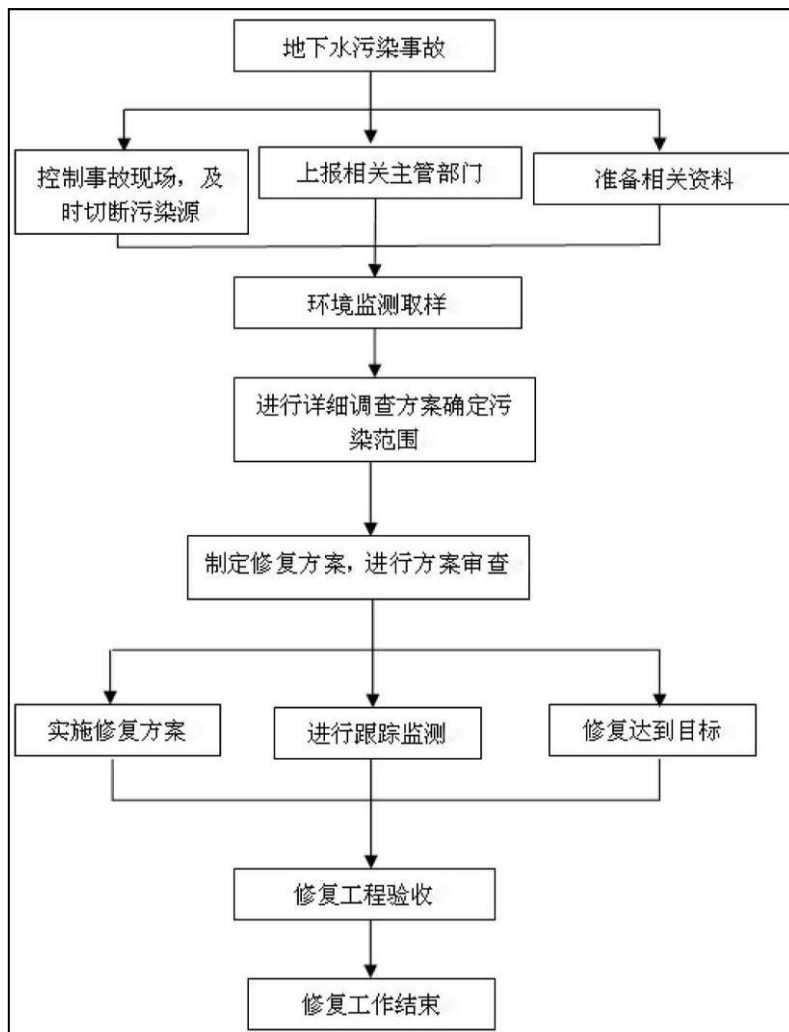 地下水污染事故
控制事故现场，及
时切断污染源
上报相关主管部门
准备相关资料
环境监测取样
进行详细调查方案确定污
染范围
制定修复方案，进行方案审查
实施修复方案
进行跟踪监测
修复达到目标
修复工程验收
修复工作结束